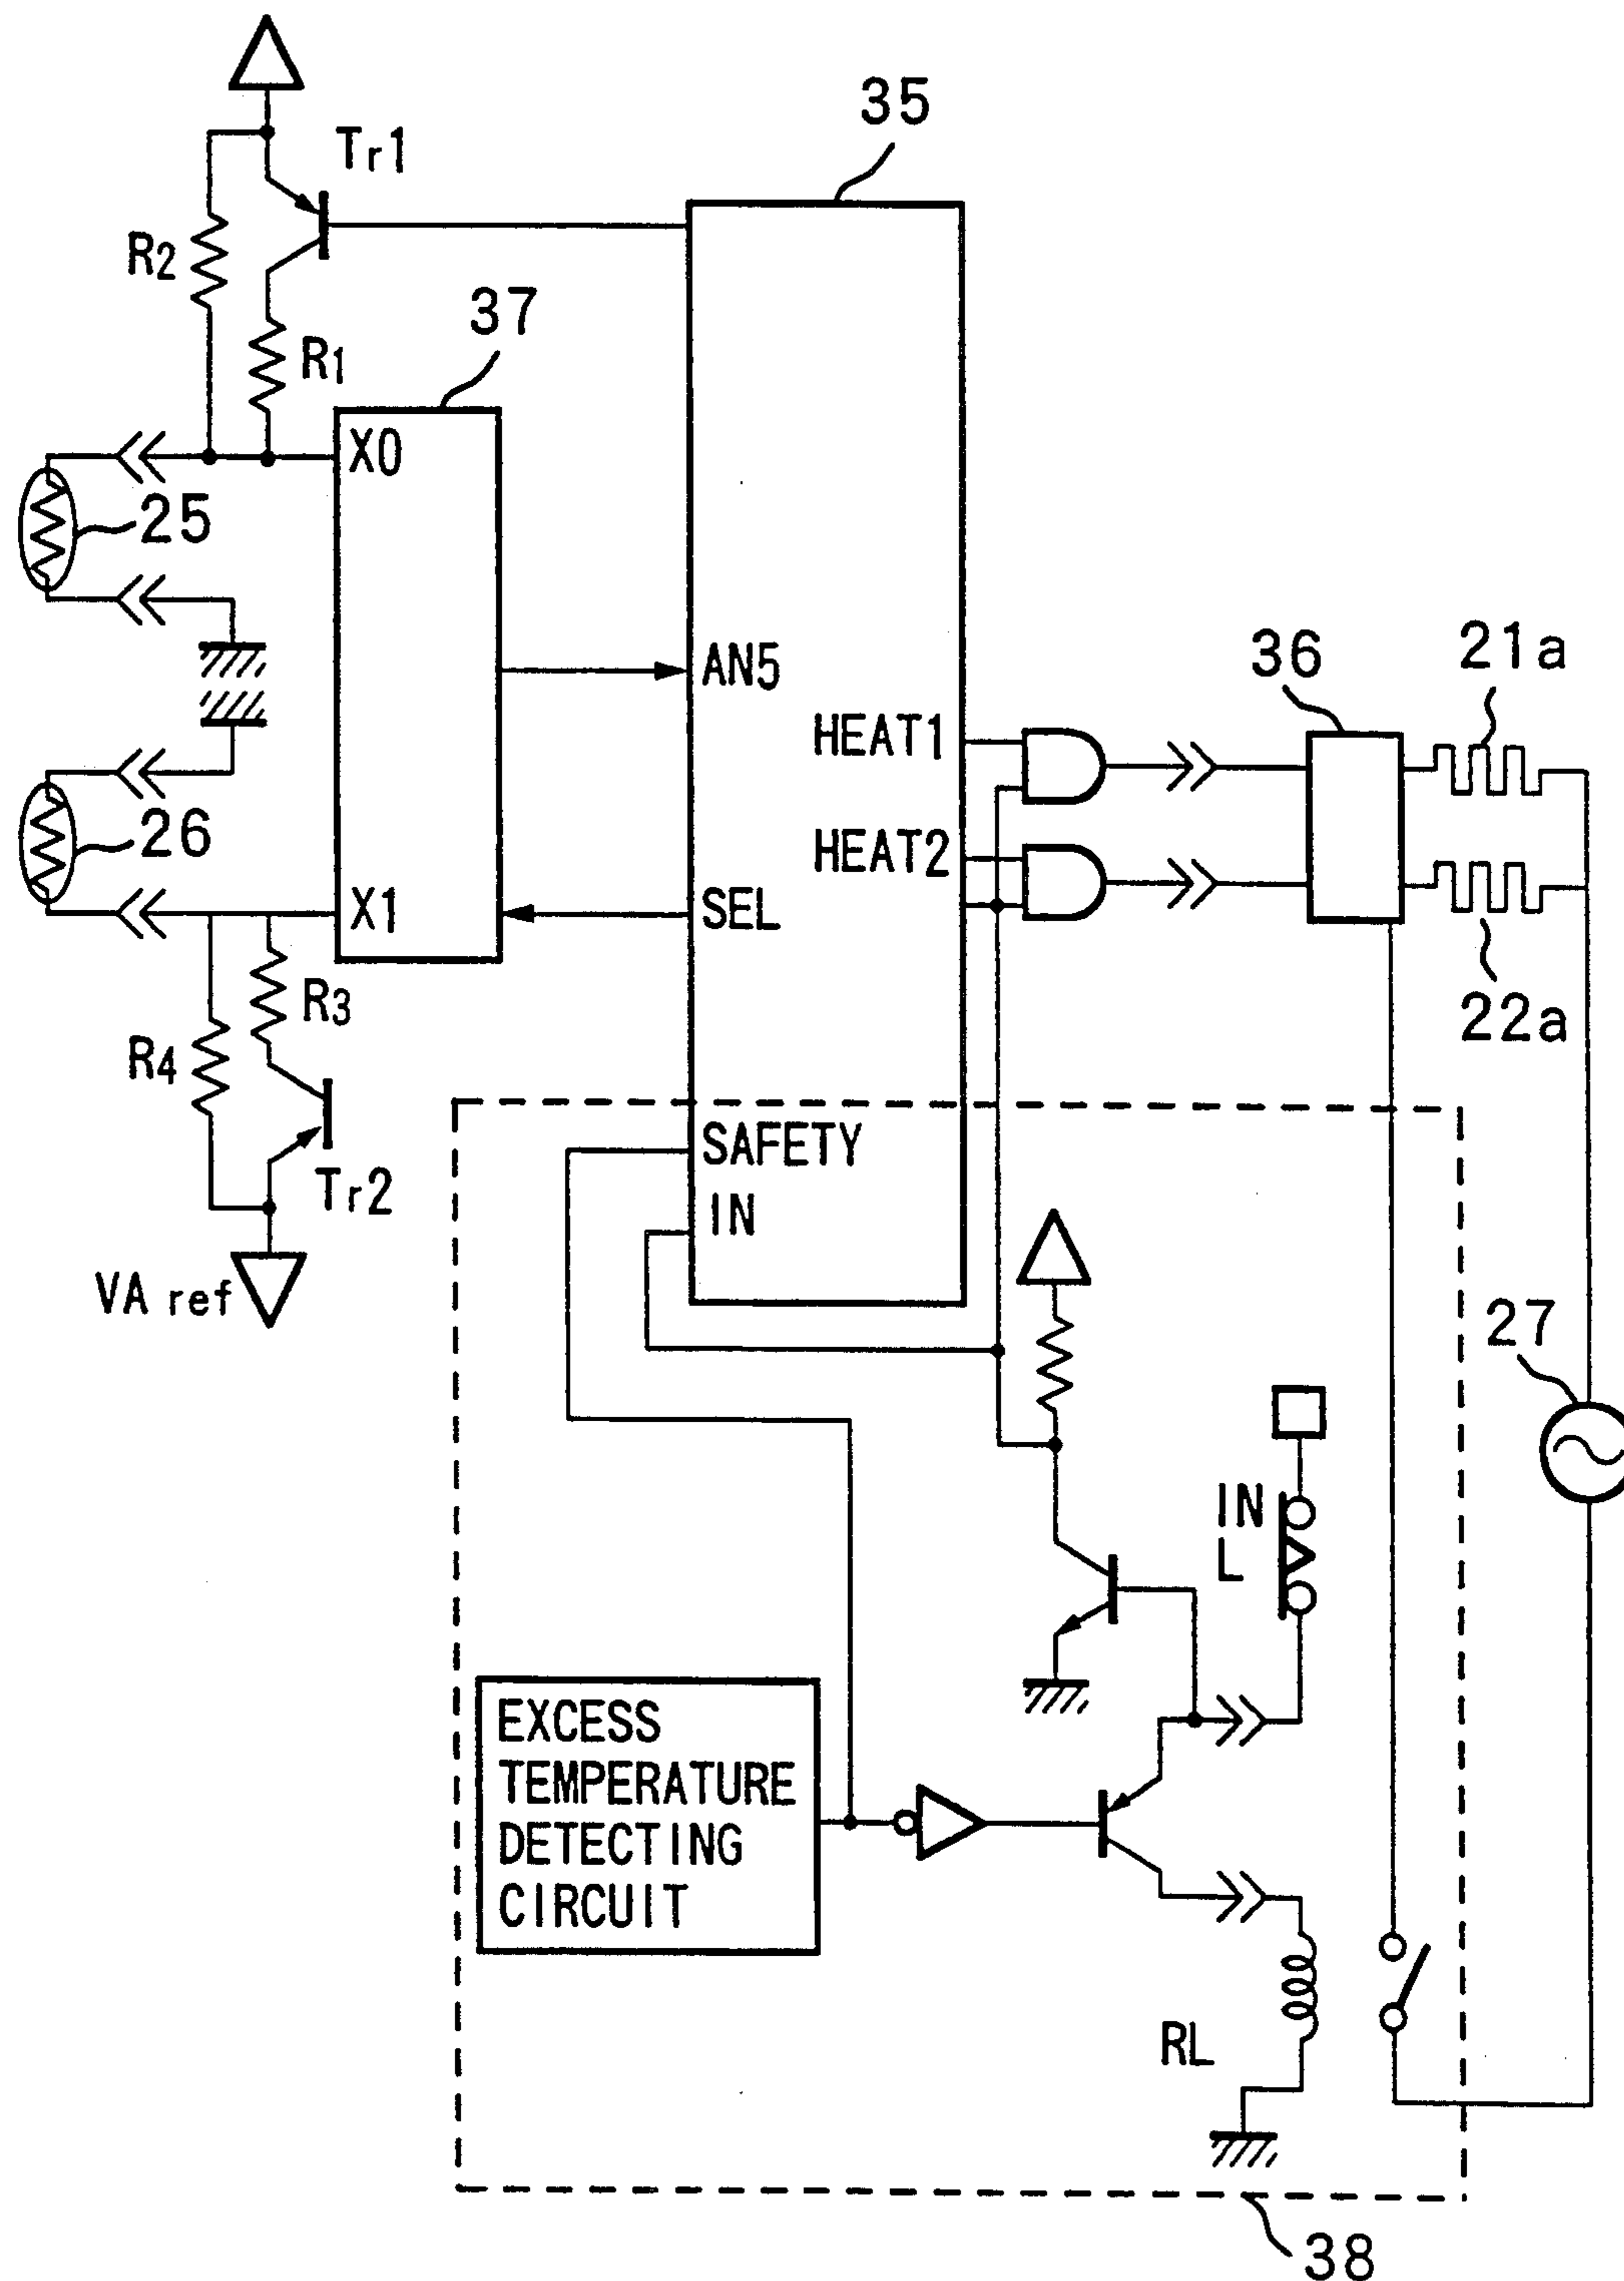 35
Tr1
R2
37
R1
X0
25
AN5
36
21a
HEAT1
26
HEAT2
X1
SEL
R3
22a
R4
SAFETY
Tr2
IN
VA ref
27
IN
L
EXCESS
TEMPERATURE
DETECTING
CIRCUIT
RL
38